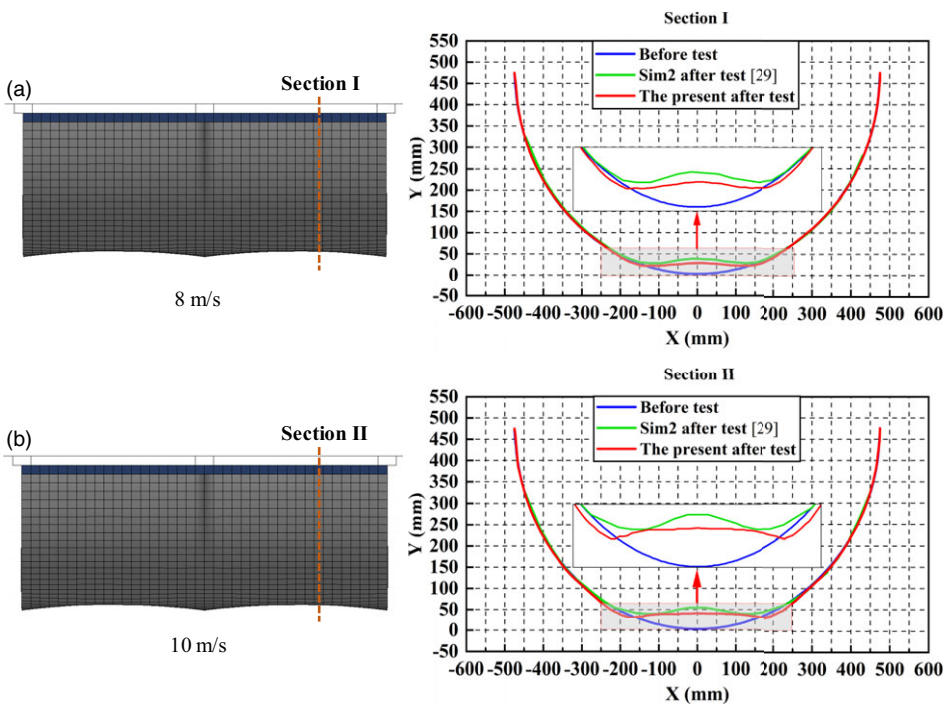 (a)
Section I
8 m/s
Section I
Before test
Sim2 after test [29]
The present after test
Y (mm)
550
500
450
400
350
300
250
200
150
100
50
0
-50
-600 -500 -400 -300 -200 -100 0 100 200 300 400 500 600
X (mm)
(b)
Section II
10 m/s
Section II
Before test
Sim2 after test [29]
The present after test
Y (mm)
550
500
450
400
350
300
250
200
150
100
50
0
-50
-600 -500 -400 -300 -200 -100 0 100 200 300 400 500 600
X (mm)